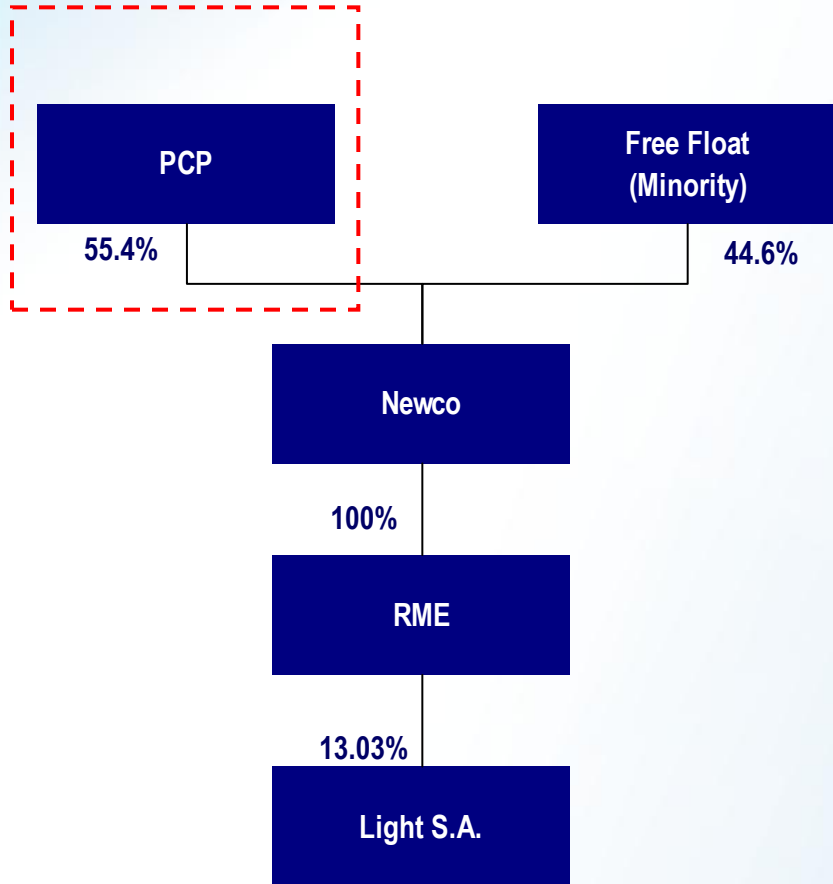 PCP
Free Float
(Minority)
55.4%
44.6%
Newco
100%
RME
13.03%
Light S.A.